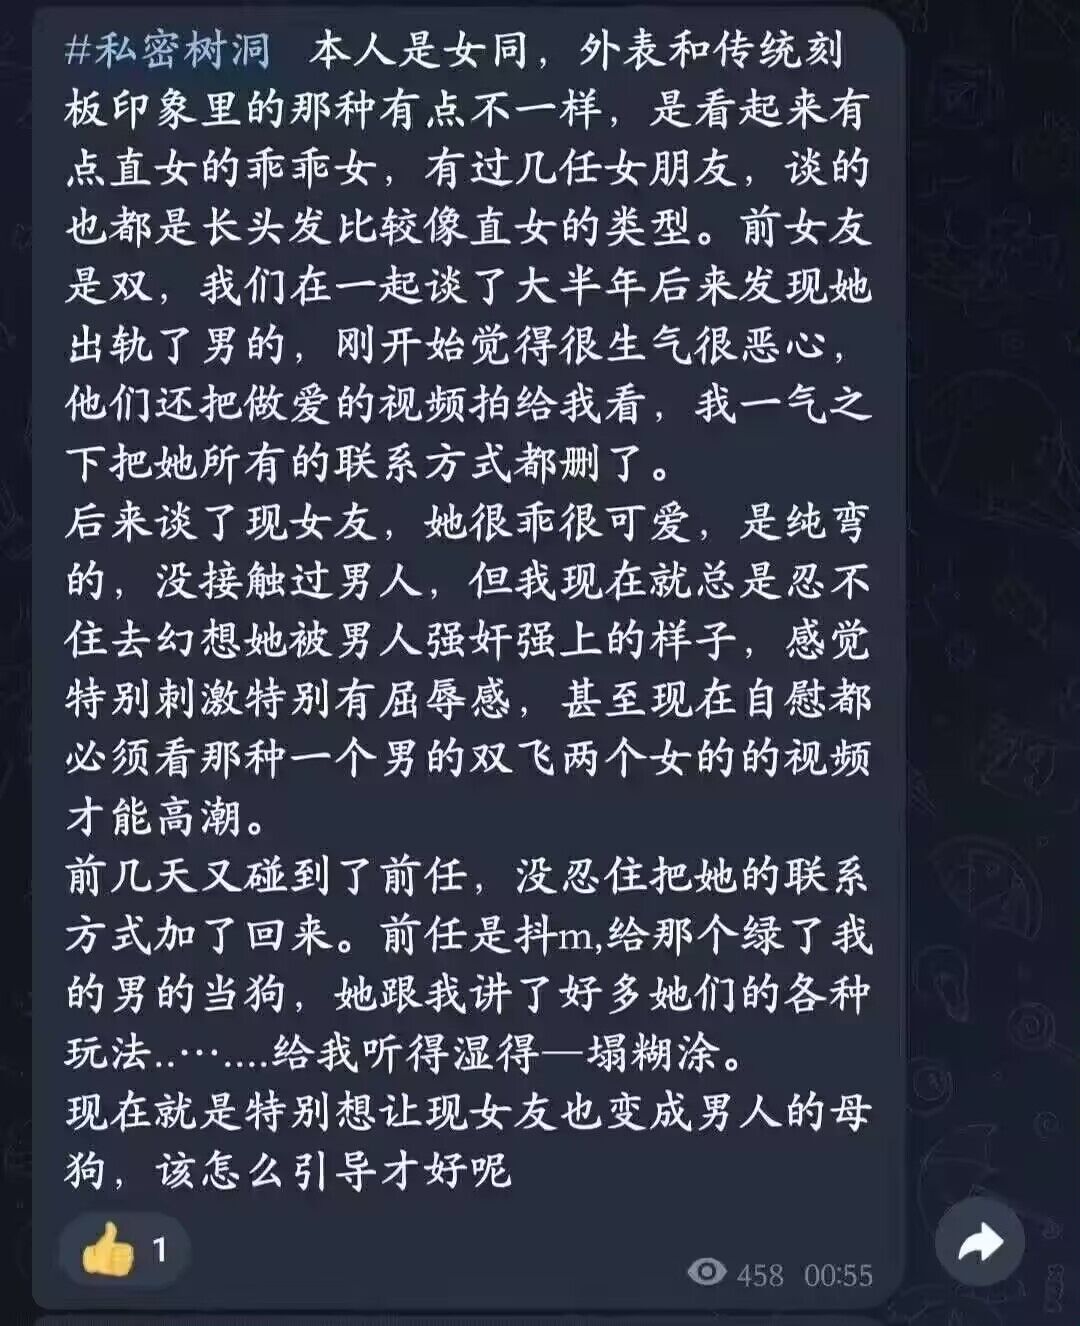 #私密树洞 本人是女同，外表和传统刻
板印象里的那种有点不一样，是看起来有
点直女的乖乖女，有过几任女朋友，谈的
也都是长头发比较像直女的类型。前女友
是双，我们在一起谈了大半年后来发现她
出轨了男的，刚开始觉得很生气很恶心，
他们还把做爱的视频拍给我看，我一气之
下把她所有的联系方式都删了。
后来谈了现女友，她很乖很可爱，是纯弯
的，没接触过男人，但我现在就总是忍不
住去幻想她被男人强奸强上的样子，感觉
特别刺激特别有屈辱感，甚至现在自慰都
必须看那种一个男的双飞两个女的的视频
才能高潮。
前几天又碰到了前任，没忍住把她的联系
方式加了回来。前任是抖m,给那个绿了我
的男的当狗，她跟我讲了好多她们的各种
玩法..…....给我听得湿得一塌糊涂。
现在就是特别想让现女友也变成男人的母
狗，该怎么引导才好呢
👍 1
458 00:55